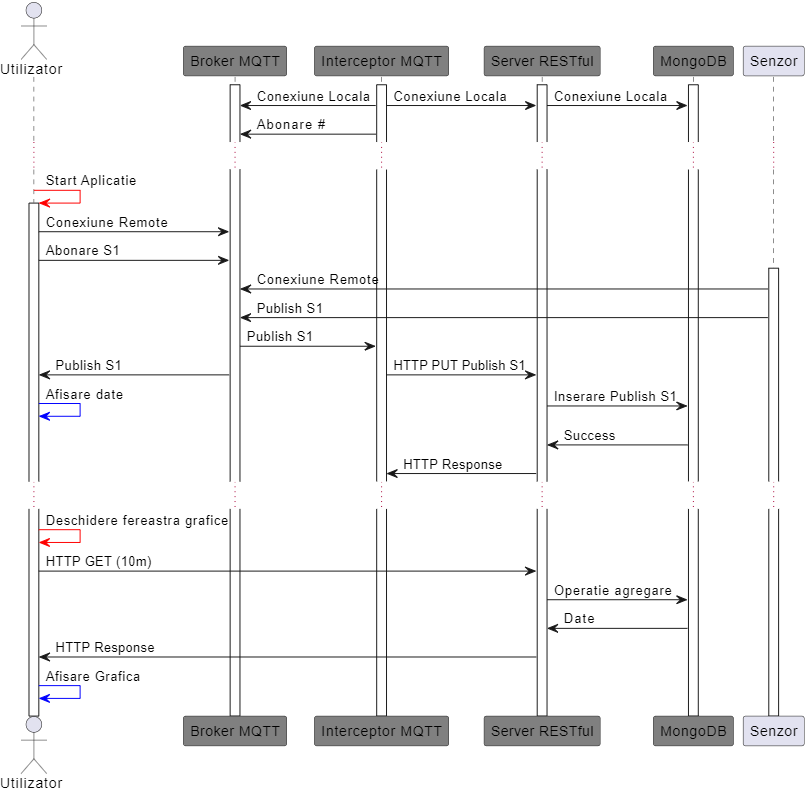 Utilizator
Broker MQTT Interceptor MQTT Server RESTful MongoDB Senzor
Conexiune Locala Conexiune Locala Conexiune Locala
Abonare #
Start Aplicatie
Conexiune Remote
Abonare S1
Conexiune Remote
Publish S1
Publish S1
Publish S1 HTTP PUT Publish S1
Afisare date Inserare Publish S1
Success
HTTP Response
Deschidere fereastra grafice
HTTP GET (10m)
Operatie agregare
Date
HTTP Response
Afisare Grafica
Broker MQTT Interceptor MQTT Server RESTful MongoDB Senzor
Utilizator